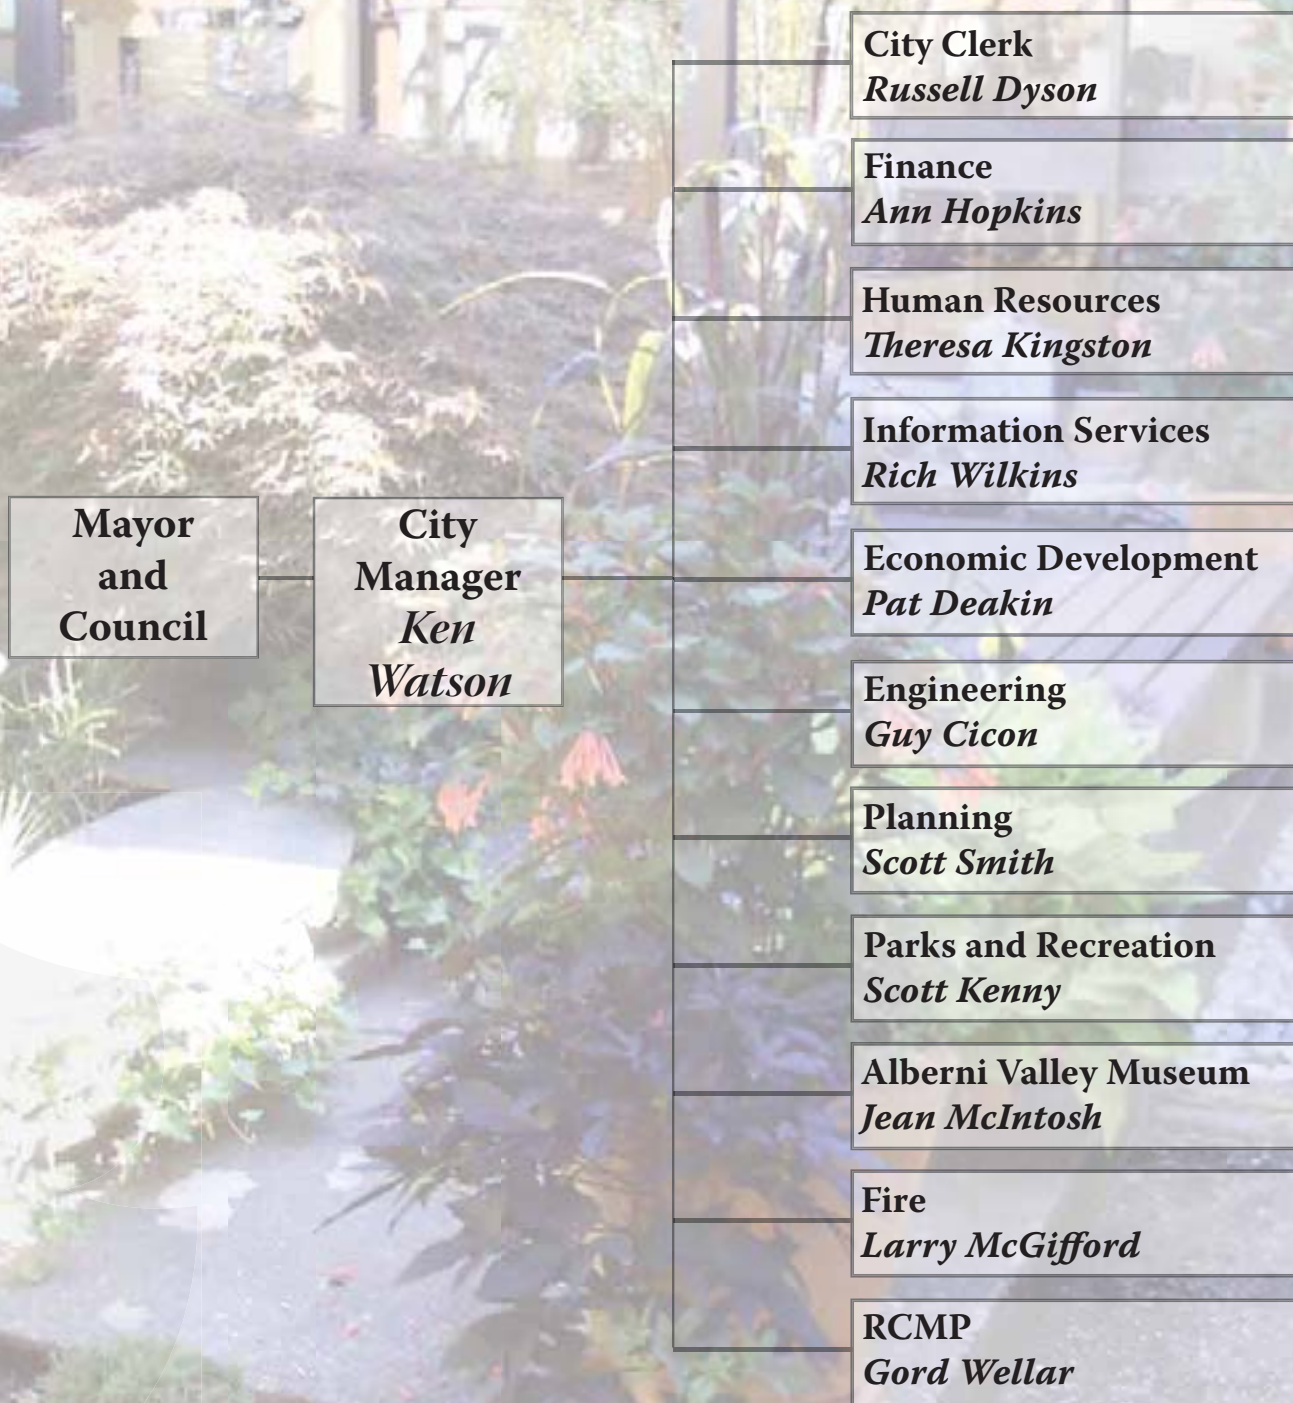 Mayor
and
Council
City
Manager
Ken
Watson
City Clerk
Russell Dyson
Finance
Ann Hopkins
Human Resources
Theresa Kingston
Information Services
Rich Wilkins
Economic Development
Pat Deakin
Engineering
Guy Cicon
Planning
Scott Smith
Parks and Recreation
Scott Kenny
Alberni Valley Museum
Jean McIntosh
Fire
Larry McGifford
RCMP
Gord Wellar